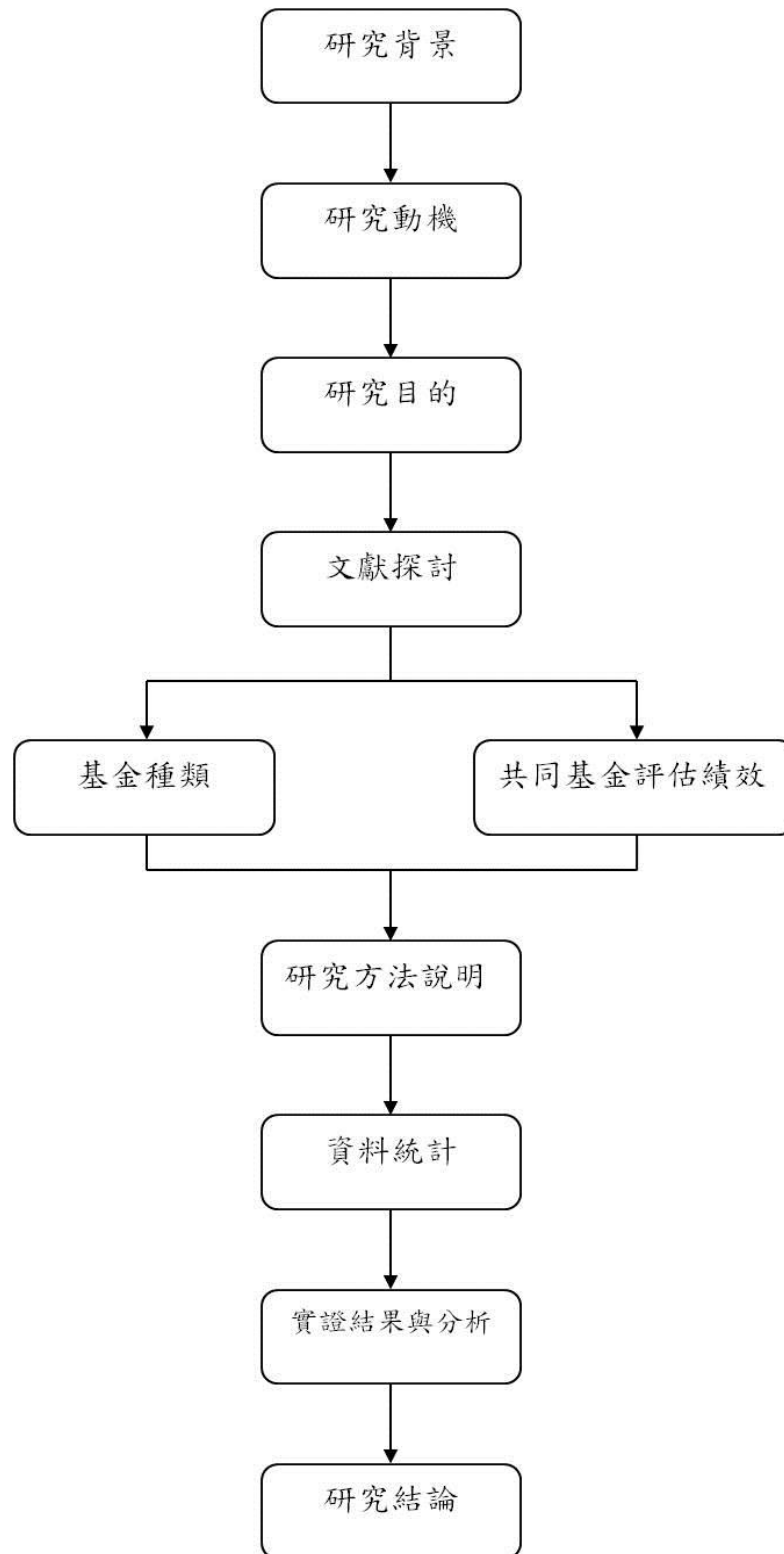 研究背景
研究動機
研究目的
文獻探討
基金種類
共同基金評估績效
研究方法說明
資料統計
實證結果與分析
研究結論